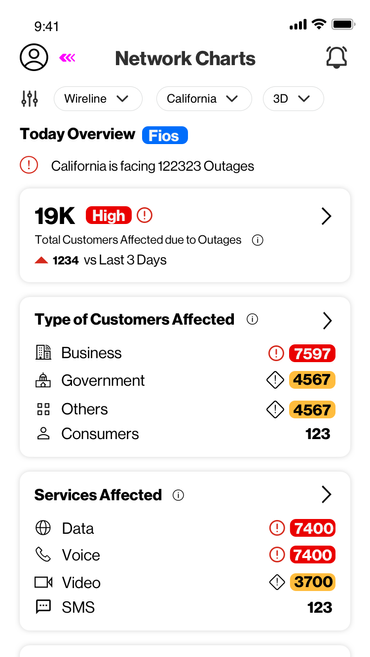 9:41
Network Charts
Wireline California 3D
Today Overview Fios
California is facing 122323 Outages
19K High
Total Customers Affected due to Outages
1234 vs Last 3 Days
Type of Customers Affected
Business 7597
Government 4567
Others 4567
Consumers 123
Services Affected
Data 7400
Voice 7400
Video 3700
SMS 123